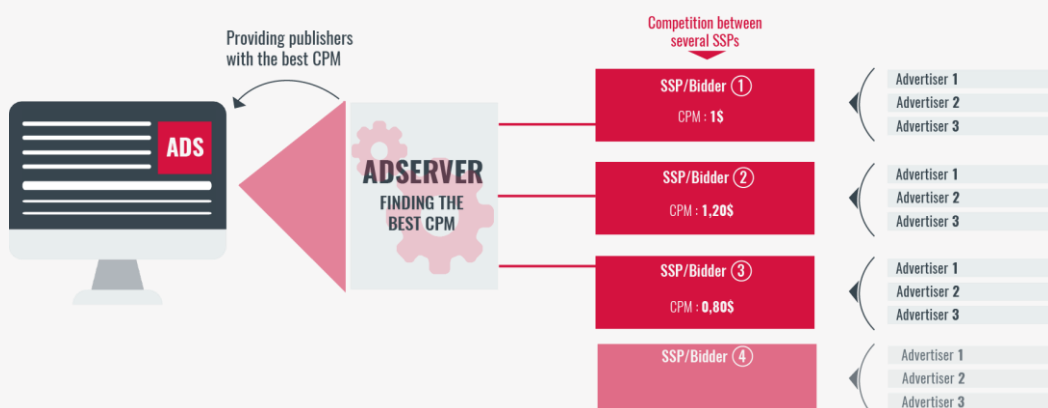 Providing publishers
with the best CPM
ADS
ADSERVER
FINDING THE
BEST CPM
Competition between
several SSPs
SSP/Bidder 1
CPM : 1$
Advertiser 1
Advertiser 2
Advertiser 3
SSP/Bidder 2
CPM : 1,20$
Advertiser 1
Advertiser 2
Advertiser 3
SSP/Bidder 3
CPM : 0,80$
Advertiser 1
Advertiser 2
Advertiser 3
SSP/Bidder 4
Advertiser 1
Advertiser 2
Advertiser 3